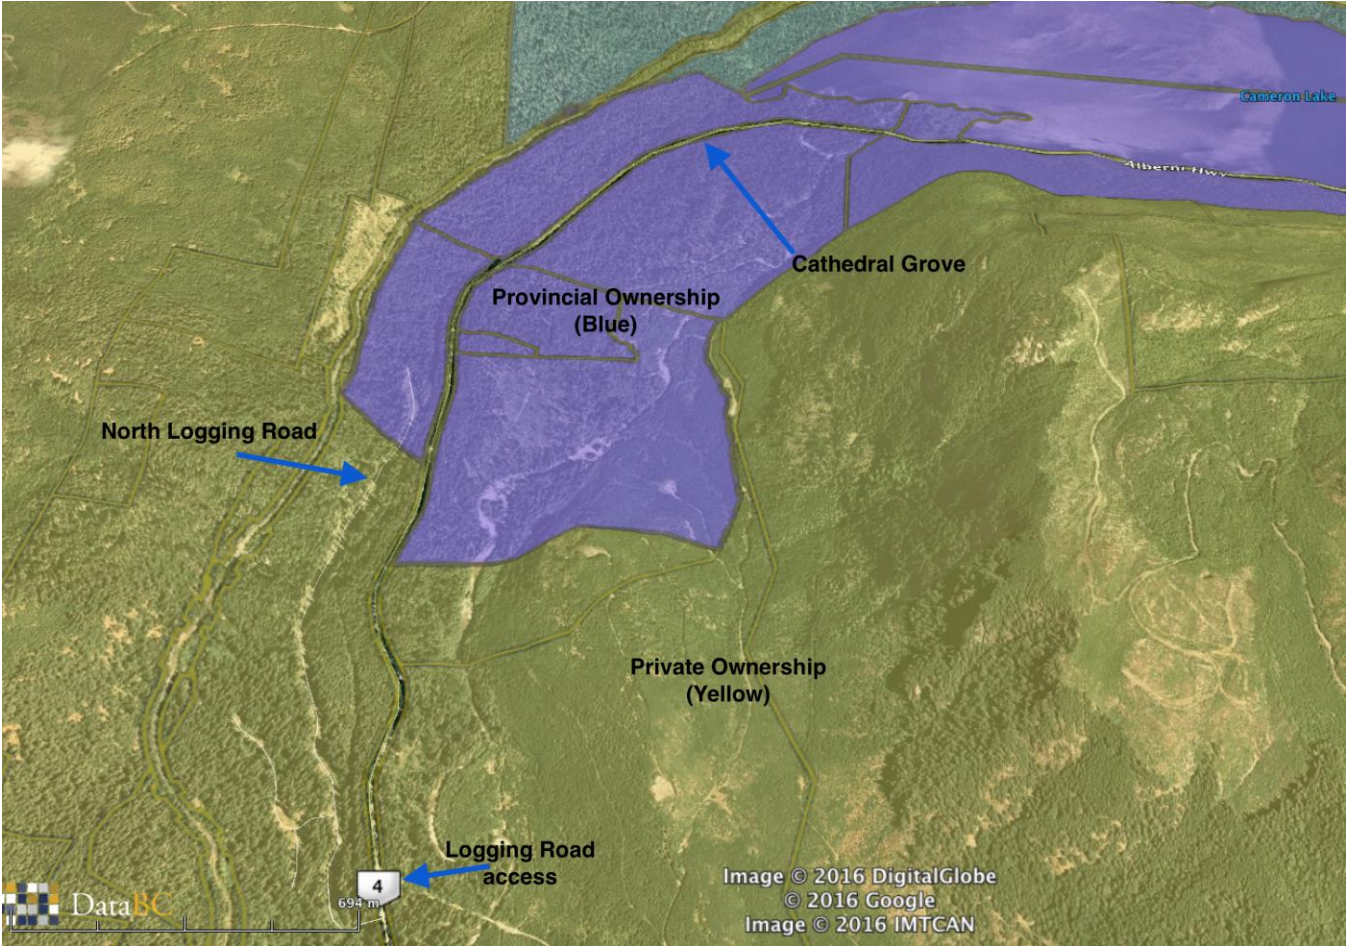 Cameron Lake
Alberni Hwy
Cathedral Grove
Provincial Ownership
(Blue)
North Logging Road
Private Ownership
(Yellow)
Logging Road
access
4
694 m
DataBC
Image © 2016 DigitalGlobe
© 2016 Google
Image © 2016 IMTCAN